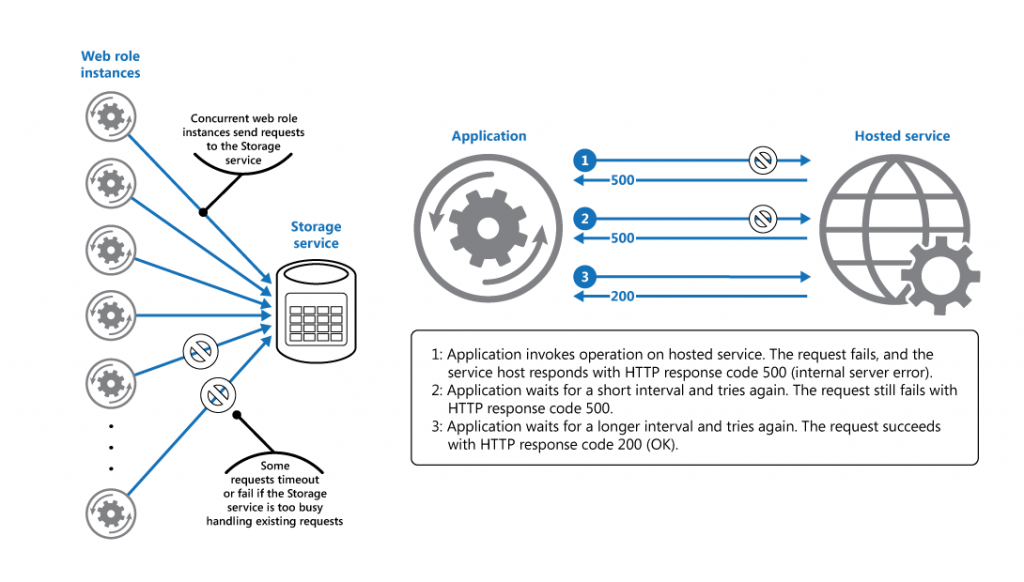 Web role
instances
Concurrent web role
instances send requests
to the Storage
service
Storage
service
Some
requests timeout
or fail if the Storage
service is too busy
handling existing requests
Application
Hosted service
1
500
2
500
3
200
1: Application invokes operation on hosted service. The request fails, and the
service host responds with HTTP response code 500 (internal server error).
2: Application waits for a short interval and tries again. The request still fails with
HTTP response code 500.
3: Application waits for a longer interval and tries again. The request succeeds
with HTTP response code 200 (OK).